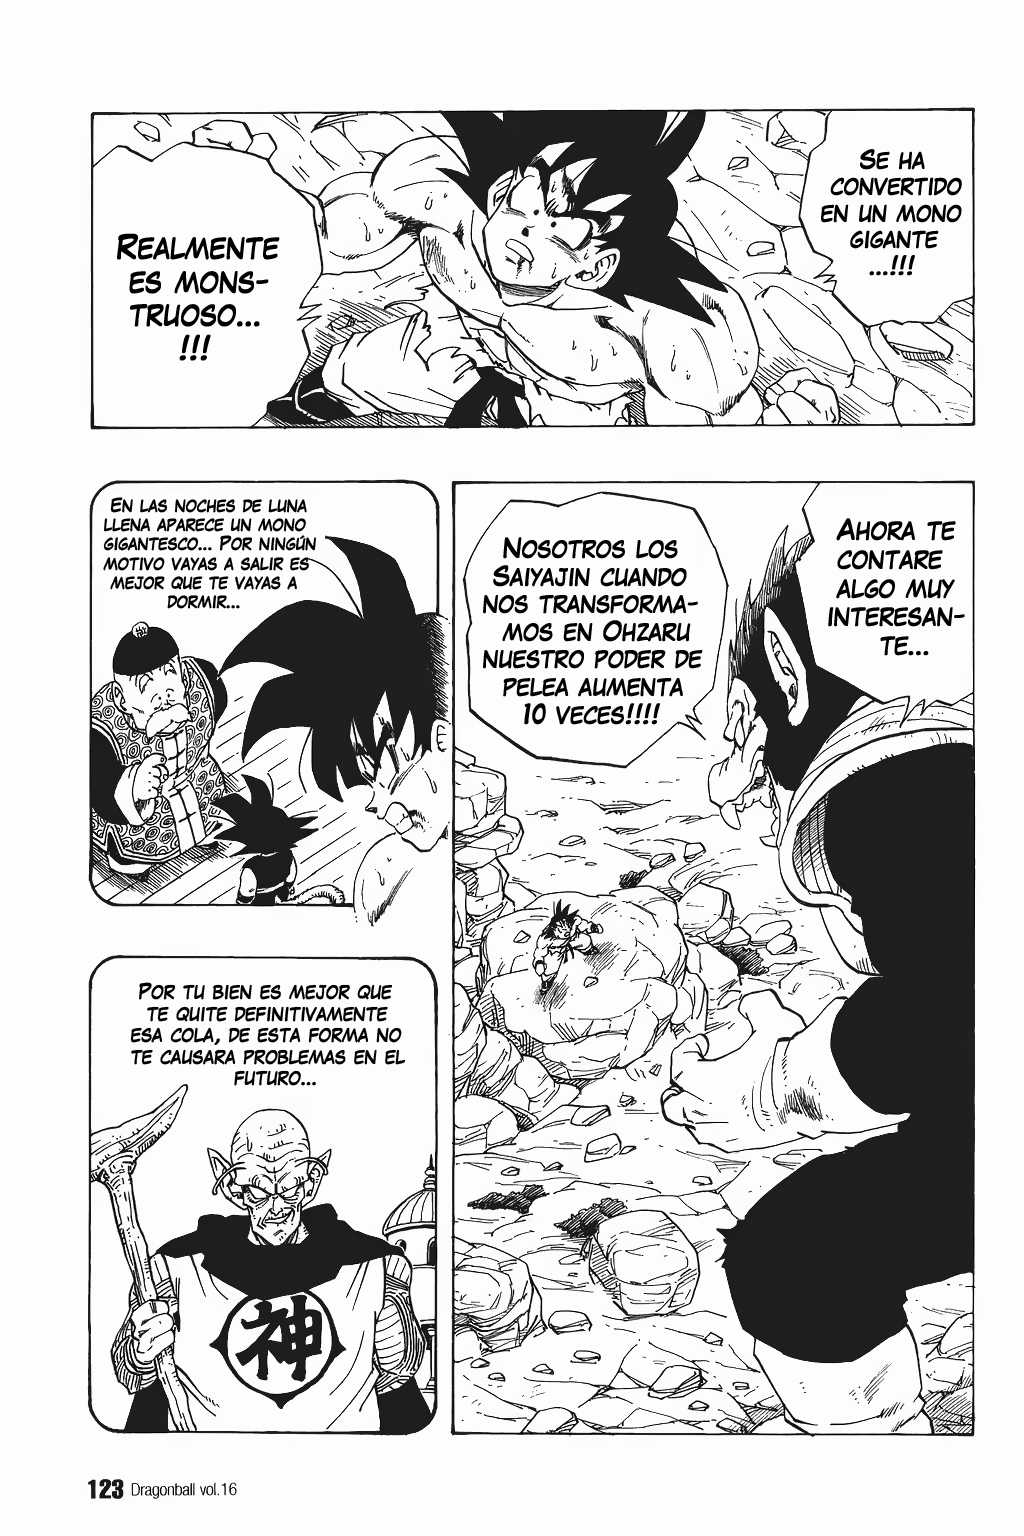 SE HA
CONVERTIDO
EN UN MONO
GIGANTE
...!!!
REALMENTE
ES MONS-
TRUOSO...
!!!
AHORA TE
CONTARE
ALGO MUY
INTERESAN-
TE...
NOSOTROS LOS
SAIYAJIN CUANDO
NOS TRANSFORMA-
MOS EN OHZARU
NUESTRO PODER DE
PELEA AUMENTA
10 VECES!!!!
EN LAS NOCHES DE LUNA
LLENA APARECE UN MONO
GIGANTESCO... POR NINGÚN
MOTIVO VAYAS A SALIR ES
MEJOR QUE TE VAYAS A
DORMIR...
POR TU BIEN ES MEJOR QUE
TE QUITE DEFINITIVAMENTE
ESA COLA, DE ESTA FORMA NO
TE CAUSARA PROBLEMAS EN EL
FUTURO...
神
123 Dragonball vol.16